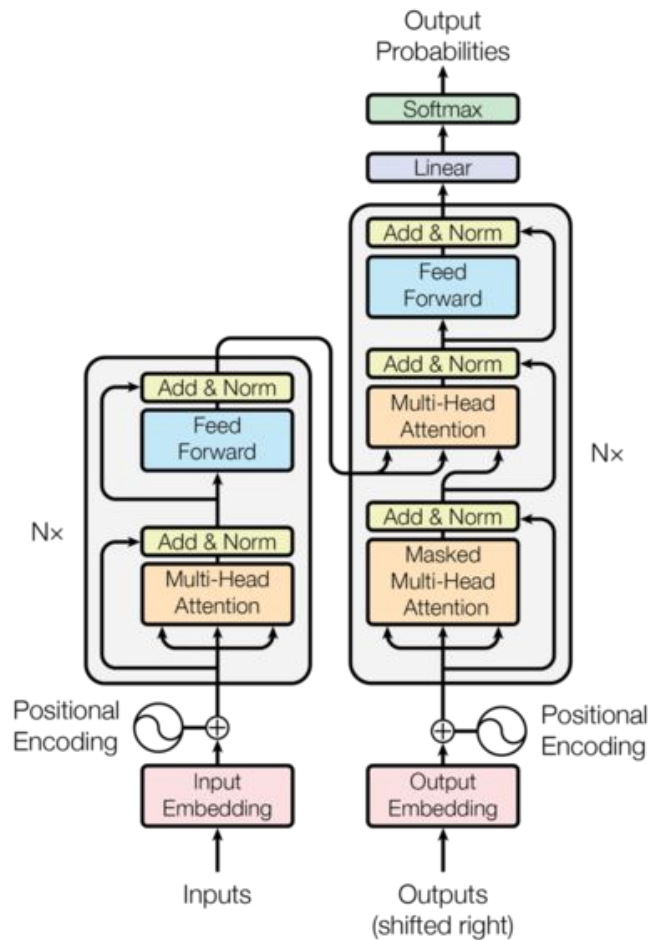 Output
Probabilities
Softmax
Linear
Add & Norm
Feed
Forward
Add & Norm
Multi-Head
Attention
Add & Norm
Masked
Multi-Head
Attention
N×
Add & Norm
Feed
Forward
Add & Norm
Multi-Head
Attention
N×
Positional
Encoding
Positional
Encoding
Input
Embedding
Output
Embedding
Inputs
Outputs
(shifted right)